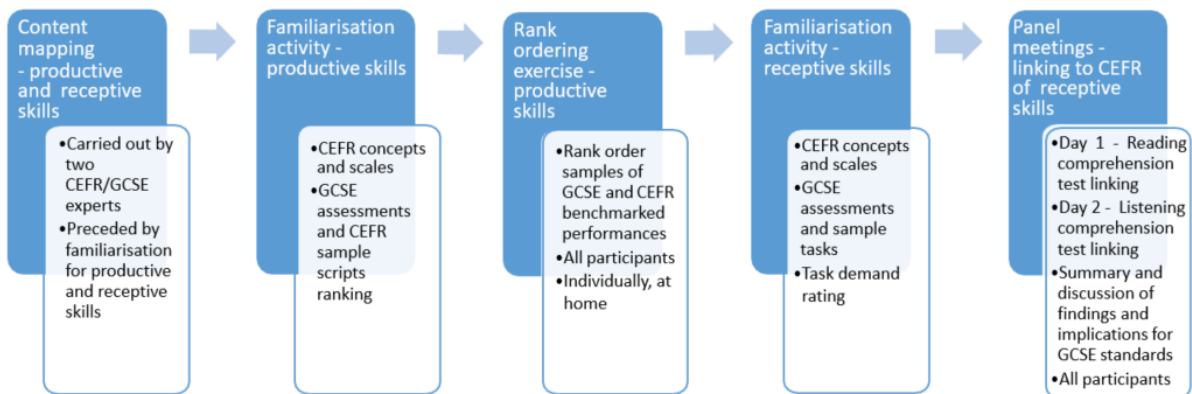 Content
mapping
- productive
and receptive
skills
•Carried out by
two
CEFR/GCSE
experts
•Preceded by
familiarisation
for productive
and receptive
skills
Familiarisation
activity -
productive skills
•CEFR concepts
and scales
•GCSE
assessments
and CEFR
sample
scripts
ranking
Rank
ordering
exercise -
productive
skills
•Rank order
samples of
GCSE and CEFR
benchmarked
performances
•All participants
•Individually, at
home
Familiarisation
activity -
receptive skills
•CEFR concepts
and scales
•GCSE
assessments
and sample
tasks
•Task demand
rating
Panel
meetings -
linking to CEFR
of receptive
skills
•Day 1 - Reading
comprehension
test linking
•Day 2 - Listening
comprehension
test linking
•Summary and
discussion of
findings and
implications for
GCSE standards
•All participants